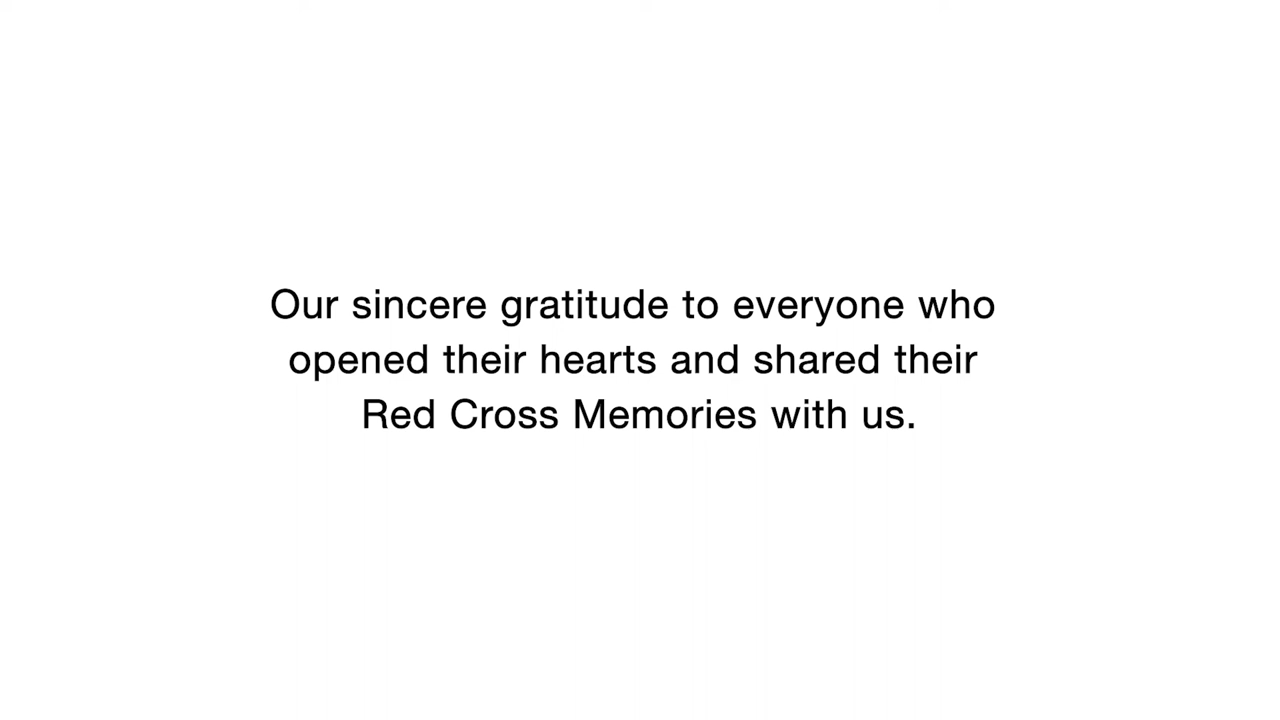 Our sincere gratitude to everyone who
opened their hearts and shared their
Red Cross Memories with us.